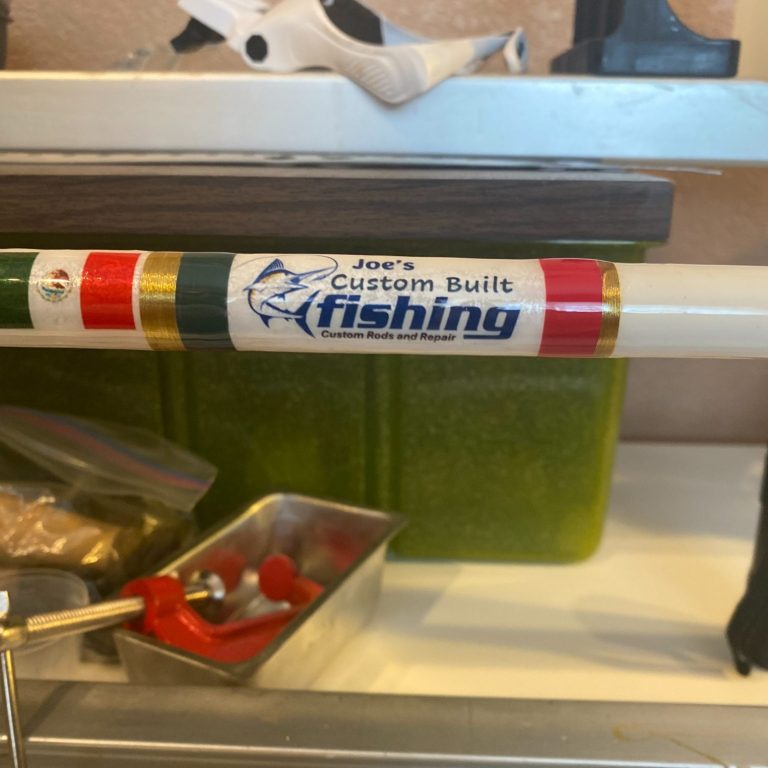 Joe's
Custom Built
fishing
Custom Rods and Repair